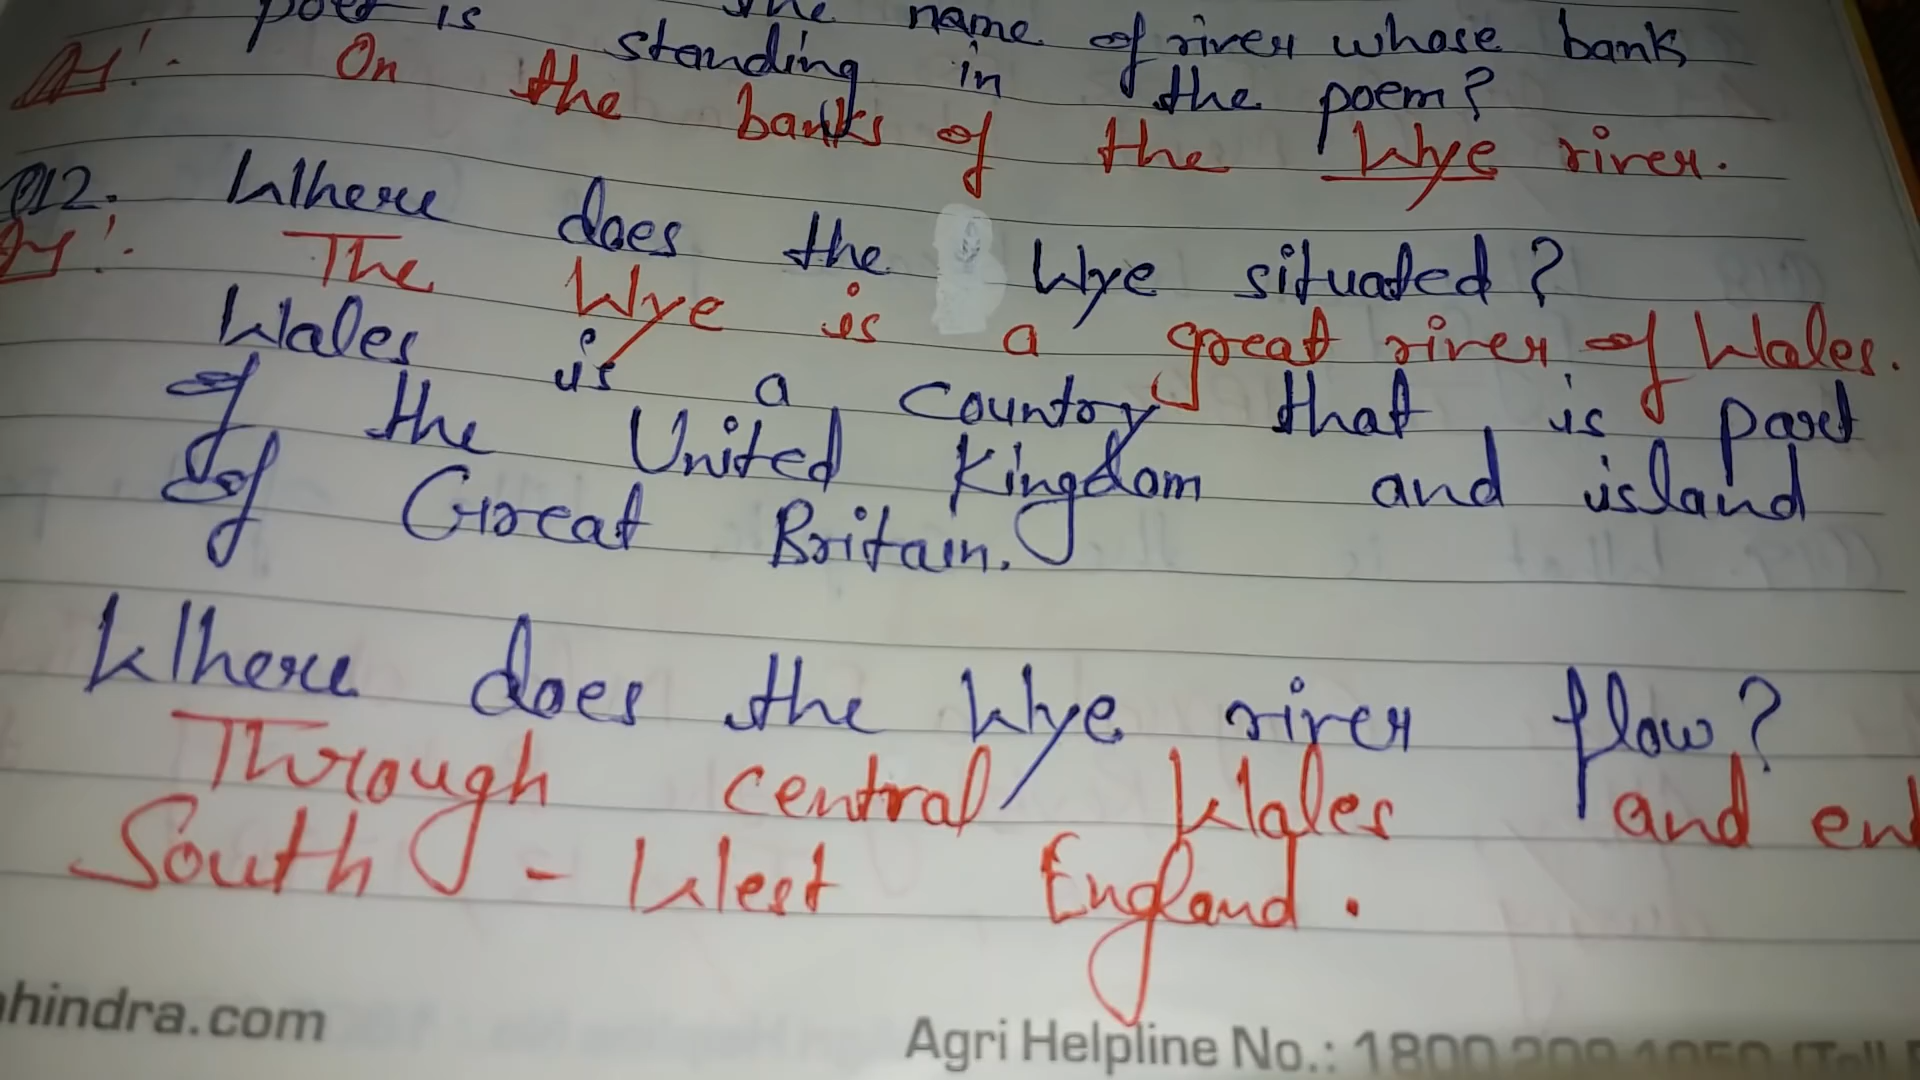 poet is the name of river whose bank
standing in the poem?
On the banks of the Wye river.
Q12. Where does the Wye situated?
The Wye is a great river of Wales.
Wales is a country that is part
of the United Kingdom and island
of Great Britain.
Where does the Wye river flow?
Through central Wales and
South-West England.
hindra.com
Agri Helpline No.: 1800